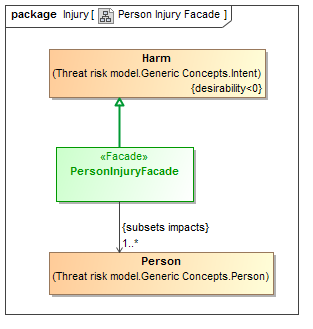 package Injury [ Person Injury Facade ]
Harm
(Threat risk model.Generic Concepts.Intent)
{desirability<0}
«Facade»
PersonInjuryFacade
{subsets impacts}
1..*
Person
(Threat risk model.Generic Concepts.Person)